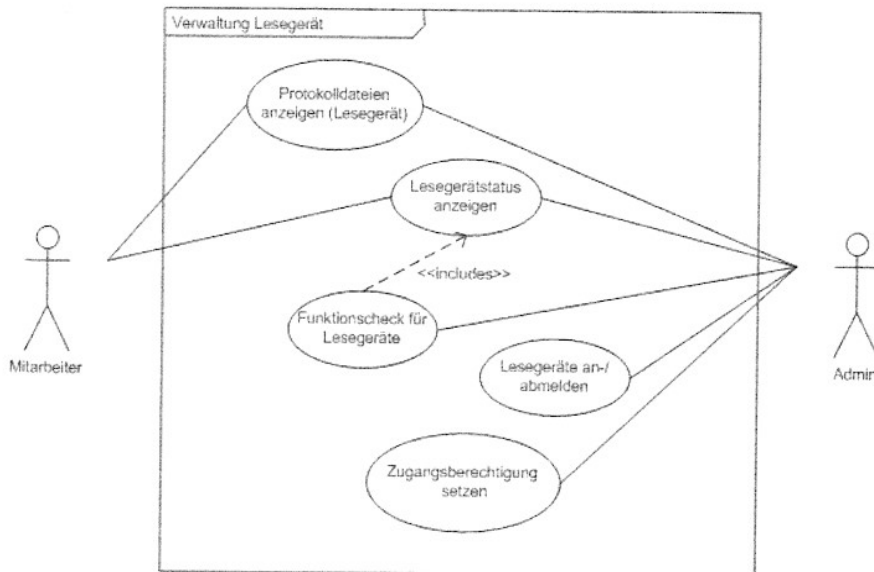 Verwaltung Lesegerät
Protokolldateien
anzeigen (Lesegerät)
Lesegerätstatus
anzeigen
<<includes>>
Funktionscheck für
Lesegeräte
Lesegeräte an-/
abmelden
Zugangsberechtigung
setzen
Mitarbeiter
Admin